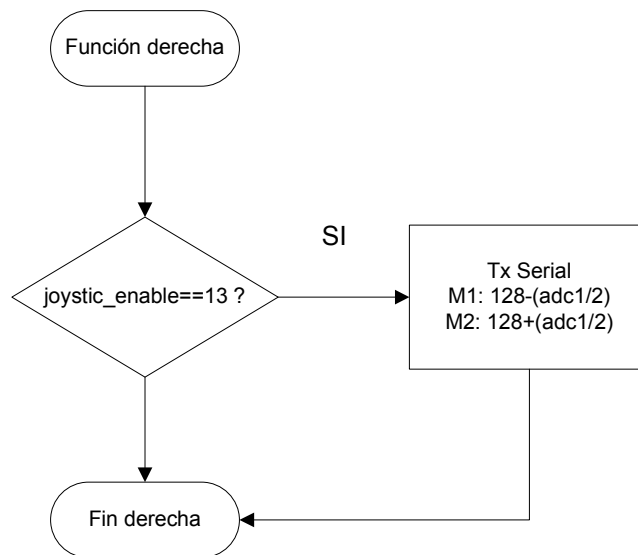 Función derecha
SI
joystic_enable==13 ?
Tx Serial
M1: 128-(adc1/2)
M2: 128+(adc1/2)
Fin derecha